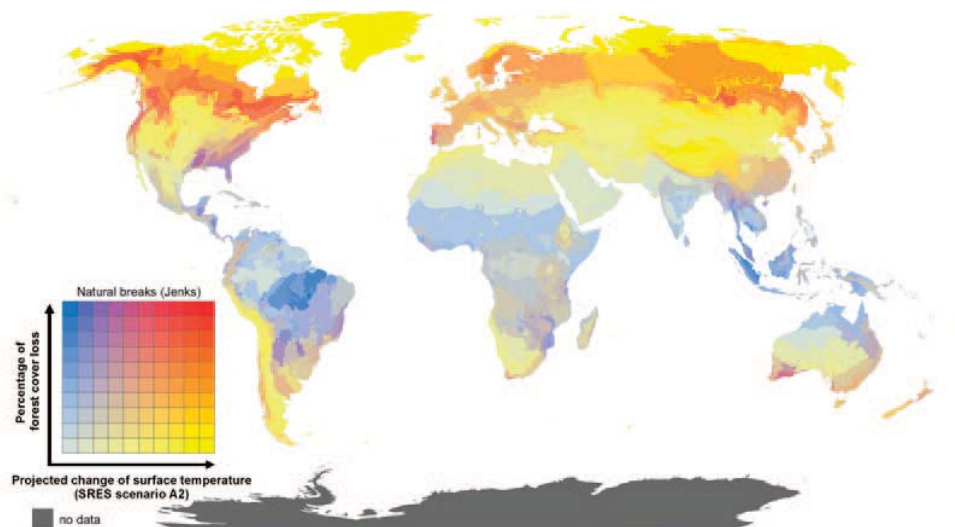 Natural breaks (Jenks)
Percentage of
forest cover loss
Projected change of surface temperature
(SRES scenario A2)
no data